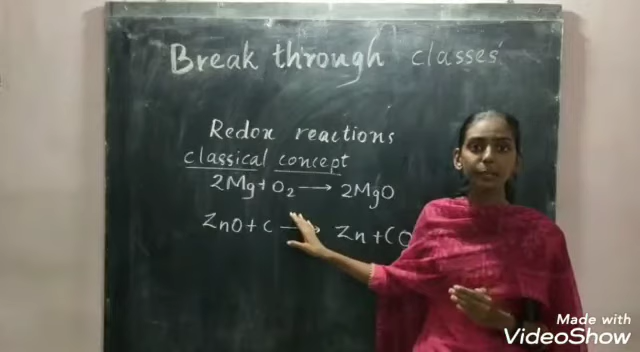 Break through classes
Redox reactions
classical concept
2Mg + O₂ → 2MgO
ZnO + C → Zn + CO
Made with
VideoShow